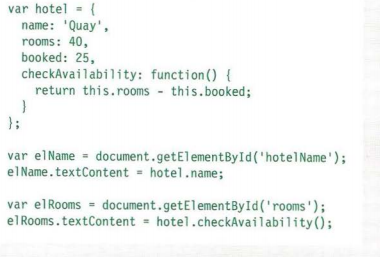 var hotel = {
  name: 'Quay',
  rooms: 40,
  booked: 25,
  checkAvailability: function() {
    return this.rooms - this.booked;
  }
};
var elName = document.getElementById('hotelName');
elName.textContent = hotel.name;
var elRooms = document.getElementById('rooms');
elRooms.textContent = hotel.checkAvailability();